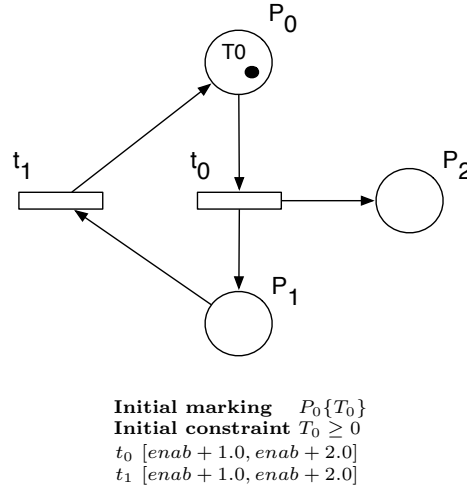 P₀
T0
t₁
t₀
P₂
P₁
Initial marking P₀{T₀}
Initial constraint T₀ ≥ 0
t₀ [enab + 1.0, enab + 2.0]
t₁ [enab + 1.0, enab + 2.0]